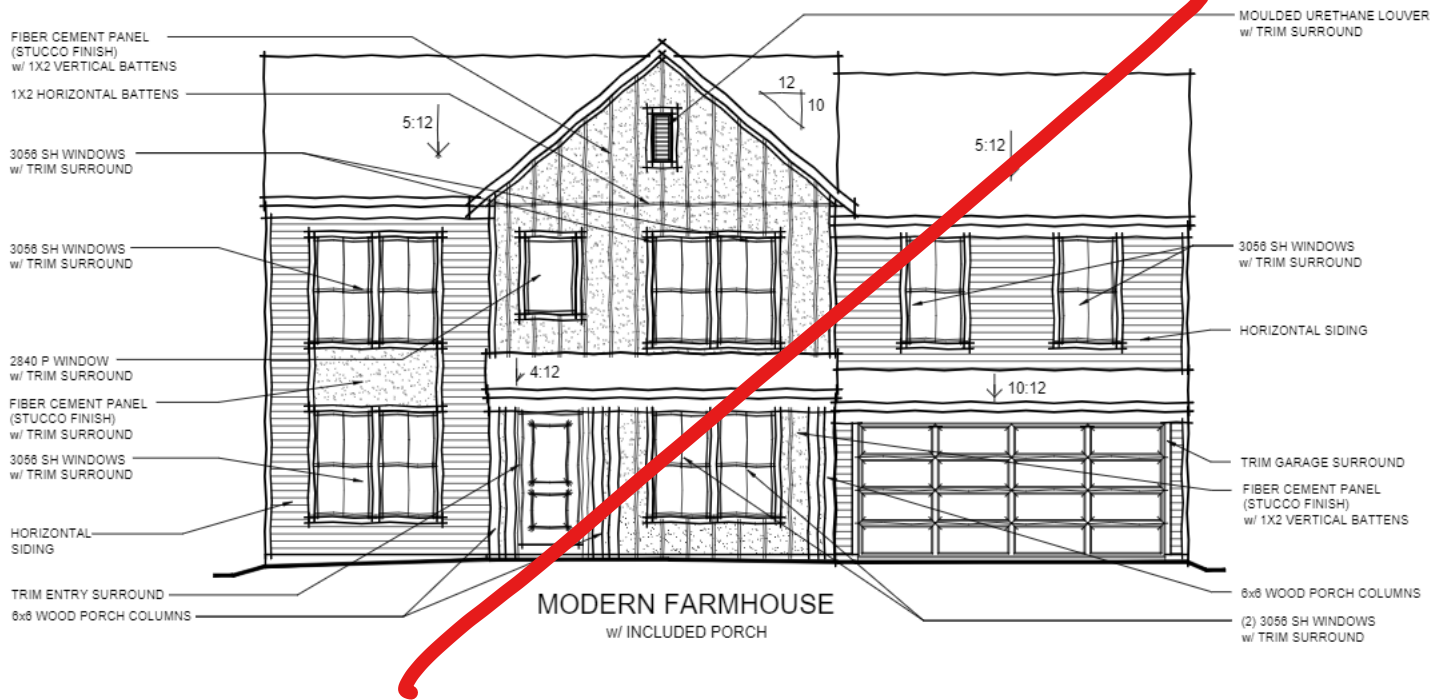 FIBER CEMENT PANEL
(STUCCO FINISH)
w/ 1X2 VERTICAL BATTENS
1X2 HORIZONTAL BATTENS
3056 SH WINDOWS
w/ TRIM SURROUND
3056 SH WINDOWS
w/ TRIM SURROUND
2840 P WINDOW
w/ TRIM SURROUND
FIBER CEMENT PANEL
(STUCCO FINISH)
w/ TRIM SURROUND
3056 SH WINDOWS
w/ TRIM SURROUND
HORIZONTAL
SIDING
TRIM ENTRY SURROUND
6x6 WOOD PORCH COLUMNS
5:12
12
10
5:12
4:12
10:12
MOULDED URETHANE LOUVER
w/ TRIM SURROUND
3056 SH WINDOWS
w/ TRIM SURROUND
HORIZONTAL SIDING
TRIM GARAGE SURROUND
FIBER CEMENT PANEL
(STUCCO FINISH)
w/ 1X2 VERTICAL BATTENS
6x6 WOOD PORCH COLUMNS
(2) 3056 SH WINDOWS
w/ TRIM SURROUND
MODERN FARMHOUSE
w/ INCLUDED PORCH